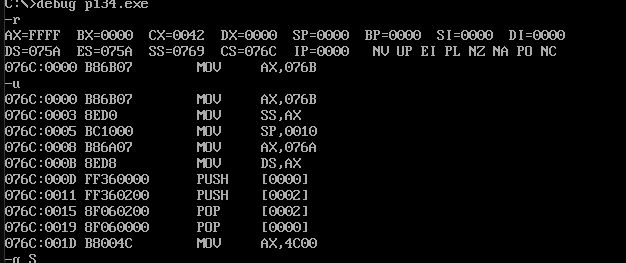 C:\>debug p134.exe
-r
AX=FFFF BX=0000 CX=0042 DX=0000 SP=0000 BP=0000 SI=0000 DI=0000
DS=075A ES=075A SS=0769 CS=076C IP=0000 NV UP EI PL NZ NA PO NC
076C:0000 B86B07 MOV AX,076B
-u
076C:0000 B86B07 MOV AX,076B
076C:0003 8ED0 MOV SS,AX
076C:0005 BC1000 MOV SP,0010
076C:0008 B86A07 MOV AX,076A
076C:000B 8ED8 MOV DS,AX
076C:000D FF360000 PUSH [0000]
076C:0011 FF360200 PUSH [0002]
076C:0015 8F060200 POP [0002]
076C:0019 8F060000 POP [0000]
076C:001D B8004C MOV AX,4C00
-g S